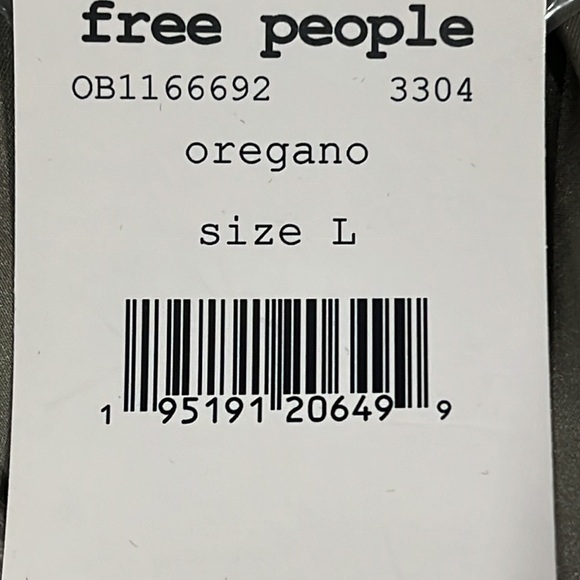 free people
OB1166692 3304
oregano
size L
1 95191 20649 9